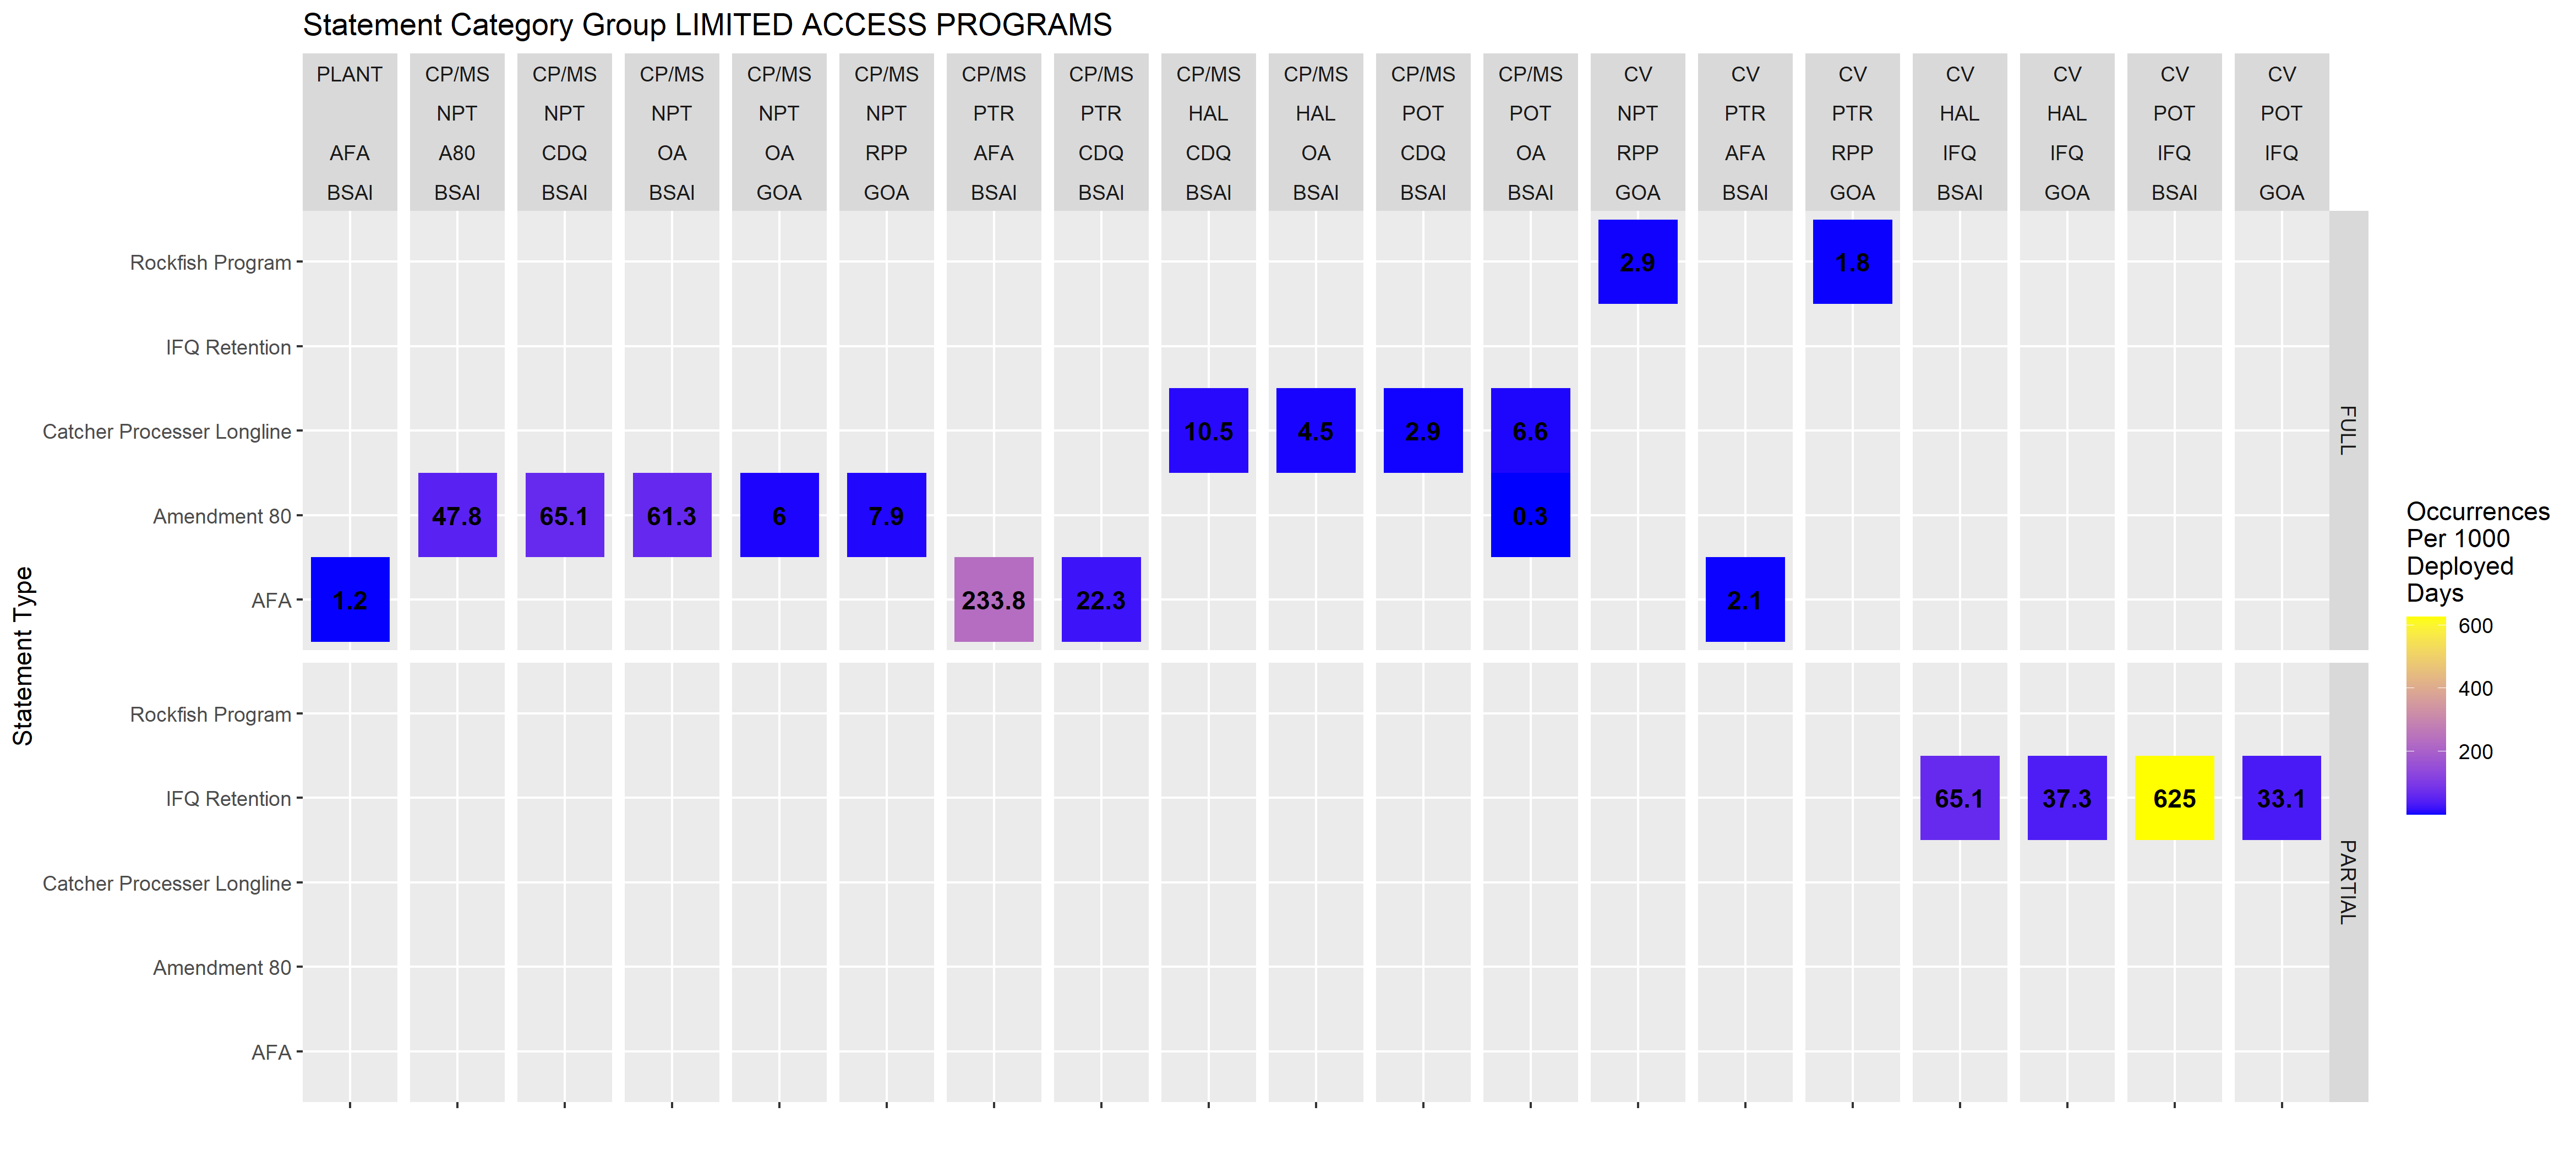 Statement Category Group LIMITED ACCESS PROGRAMS
PLANT CP/MS CP/MS CP/MS CP/MS CP/MS CP/MS CP/MS CP/MS CP/MS CP/MS CP/MS CV CV CV CV CV CV CV
NPT NPT NPT NPT NPT PTR PTR HAL HAL POT POT NPT PTR PTR HAL HAL POT POT
AFA A80 CDQ OA OA RPP AFA CDQ CDQ OA CDQ OA RPP AFA RPP IFQ IFQ IFQ IFQ
BSAI BSAI BSAI BSAI GOA GOA BSAI BSAI BSAI BSAI BSAI BSAI GOA BSAI GOA BSAI GOA BSAI GOA
Rockfish Program 2.9 1.8
IFQ Retention
Catcher Processer Longline 10.5 4.5 2.9 6.6
Amendment 80 47.8 65.1 61.3 6 7.9 0.3
AFA 1.2 233.8 22.3 2.1
FULL
Rockfish Program
IFQ Retention 65.1 37.3 625 33.1
Catcher Processer Longline
Amendment 80
AFA
PARTIAL
Statement Type
Occurrences
Per 1000
Deployed
Days
600
400
200